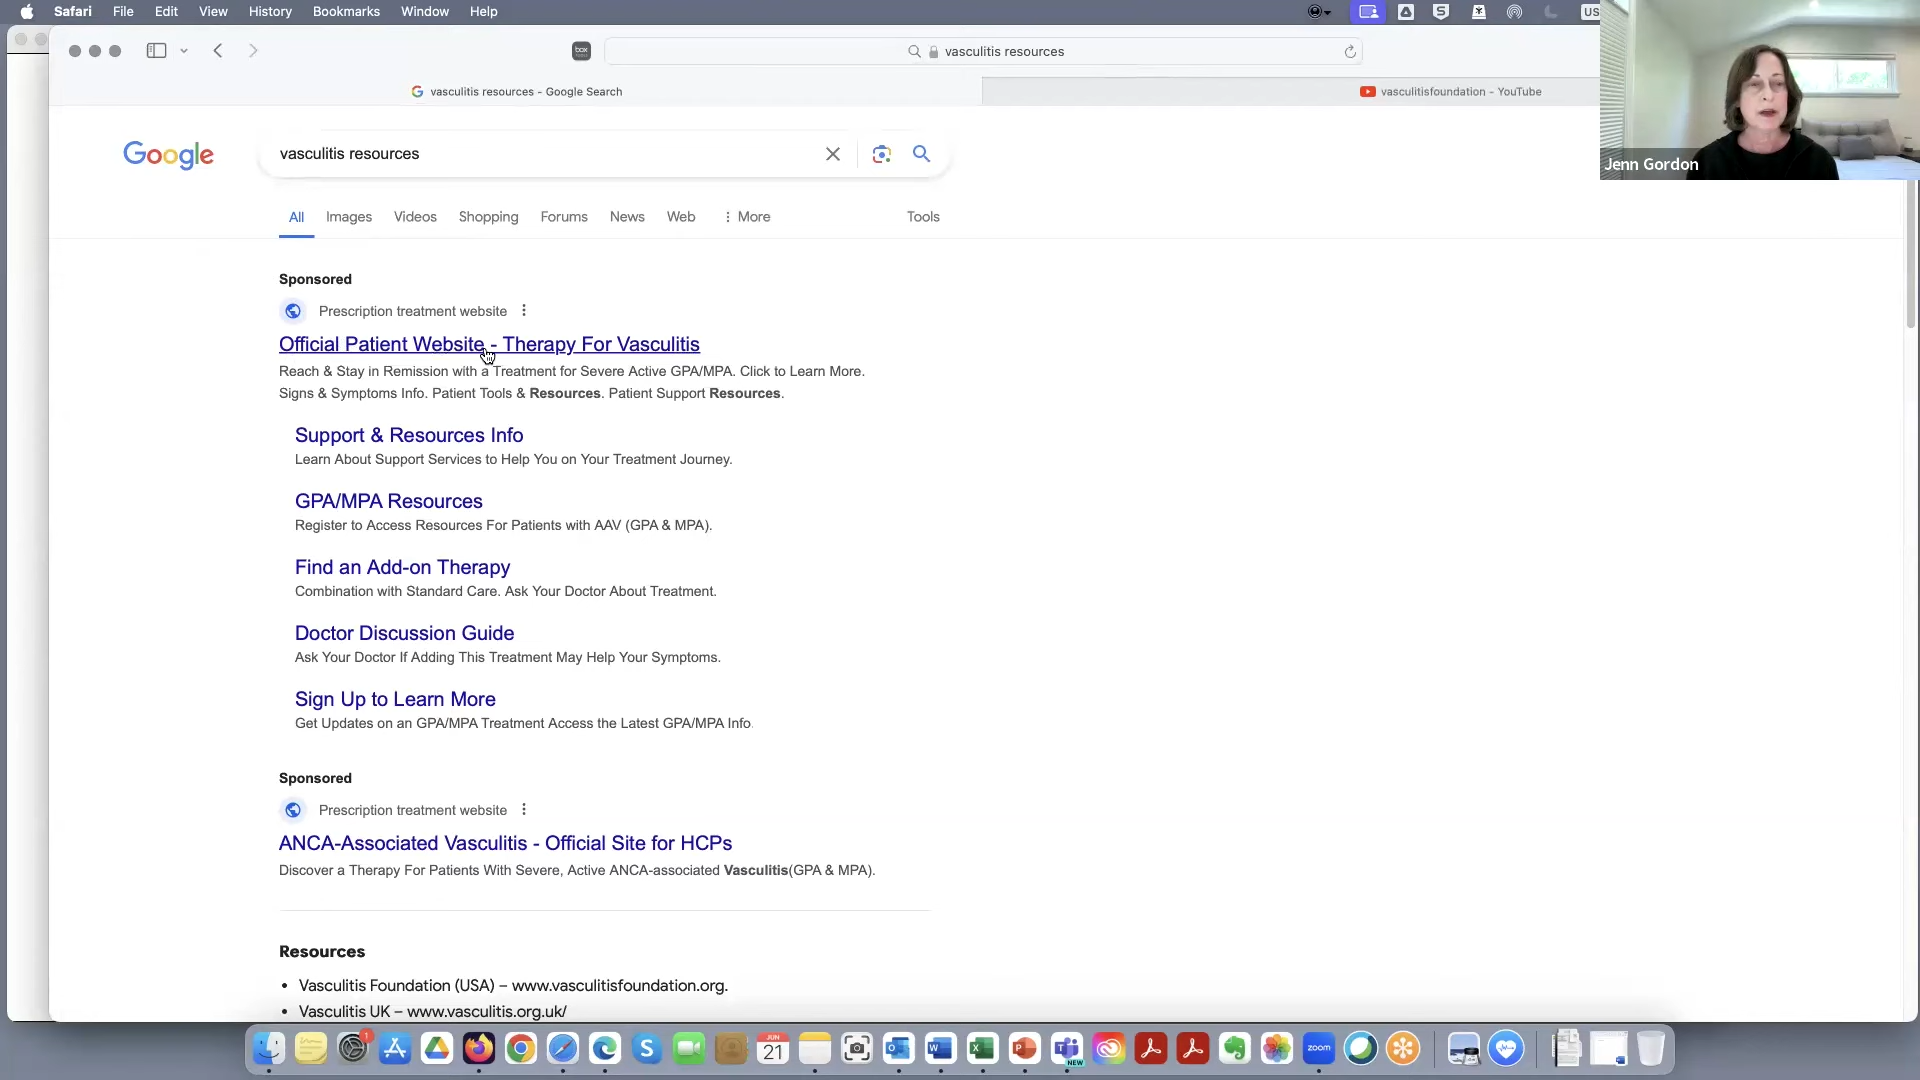 Safari File Edit View History Bookmarks Window Help
US
vasculitis resources
vasculitis resources - Google Search
vasculitisfoundation - YouTube
Jenn Gordon
Google
vasculitis resources
All Images Videos Shopping Forums News Web More Tools
Sponsored
Prescription treatment website
Official Patient Website - Therapy For Vasculitis
Reach & Stay in Remission with a Treatment for Severe Active GPA/MPA. Click to Learn More.
Signs & Symptoms Info. Patient Tools & Resources. Patient Support Resources.
Support & Resources Info
Learn About Support Services to Help You on Your Treatment Journey.
GPA/MPA Resources
Register to Access Resources For Patients with AAV (GPA & MPA).
Find an Add-on Therapy
Combination with Standard Care. Ask Your Doctor About Treatment.
Doctor Discussion Guide
Ask Your Doctor If Adding This Treatment May Help Your Symptoms.
Sign Up to Learn More
Get Updates on an GPA/MPA Treatment Access the Latest GPA/MPA Info.
Sponsored
Prescription treatment website
ANCA-Associated Vasculitis - Official Site for HCPs
Discover a Therapy For Patients With Severe, Active ANCA-associated Vasculitis(GPA & MPA).
Resources
• Vasculitis Foundation (USA) – www.vasculitisfoundation.org.
• Vasculitis UK – www.vasculitis.org.uk/
JUN
21
NEW
zoom